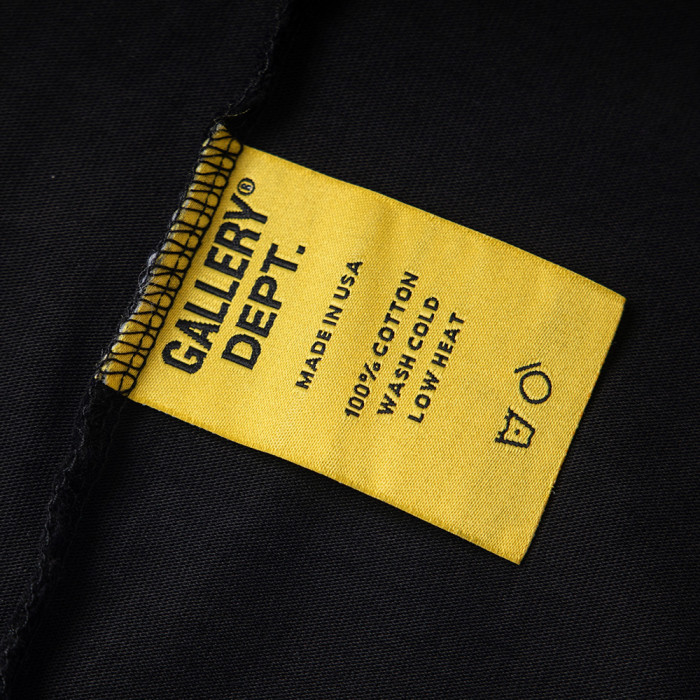 GALLERY®
DEPT.
MADE IN USA
100% COTTON
WASH COLD
LOW HEAT